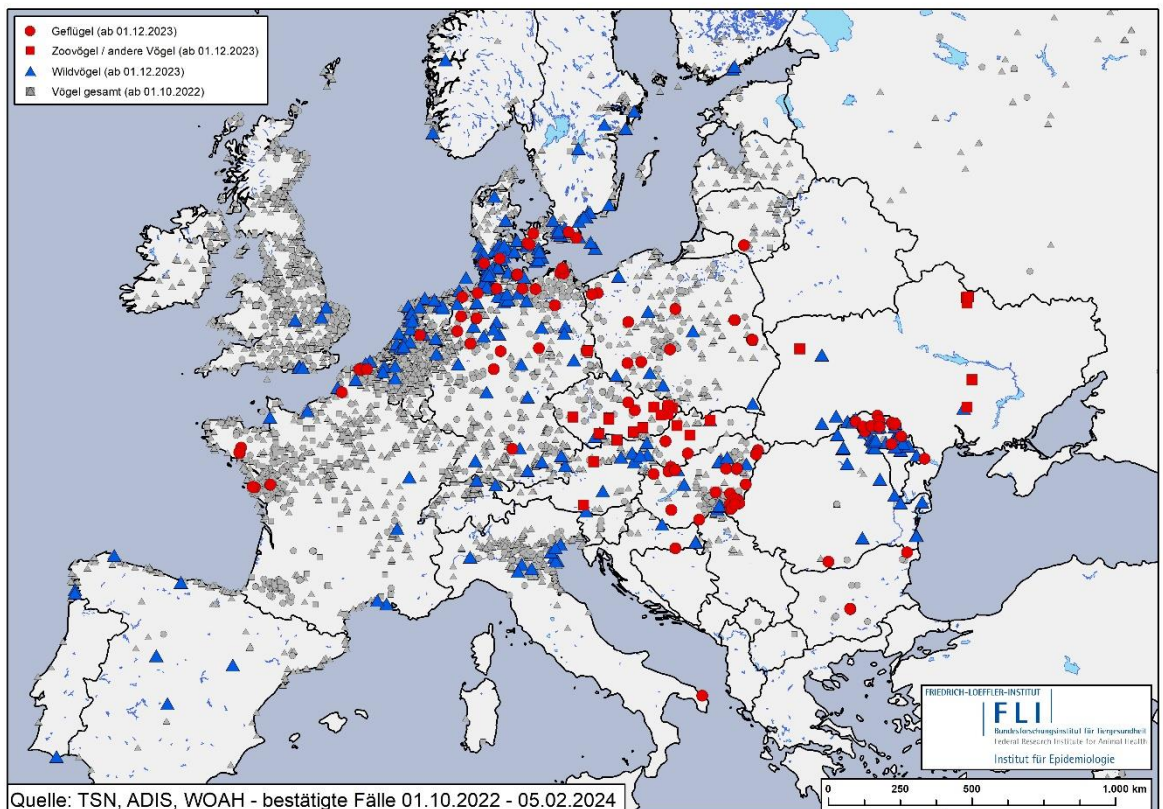 Geflügel (ab 01.12.2023)
Zoovögel / andere Vögel (ab 01.12.2023)
Wildvögel (ab 01.12.2023)
Vögel gesamt (ab 01.10.2022)
FRIEDRICH-LOEFFLER-INSTITUT
FLI
Bundesforschungsinstitut für Tiergesundheit
Federal Research Institute for Animal Health
Institut für Epidemiologie
Quelle: TSN, ADIS, WOAH - bestätigte Fälle 01.10.2022 - 05.02.2024
0 250 500 1.000 km